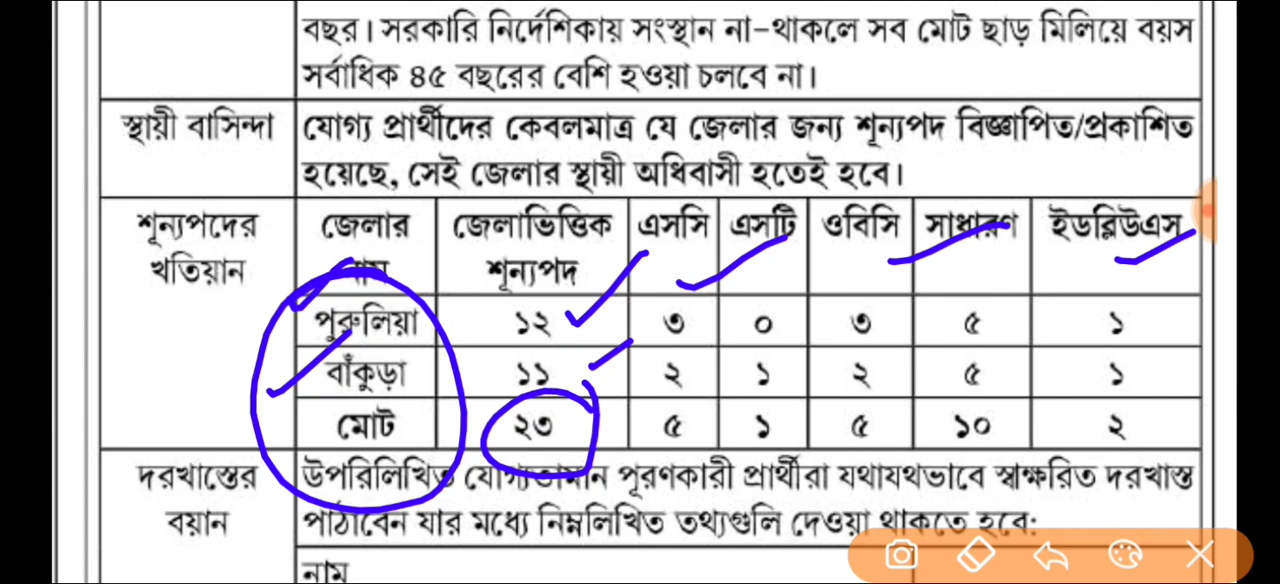 বছর। সরকারি নির্দেশিকায় সংস্থান না-থাকলে সব মোট ছাড় মিলিয়ে বয়স
সর্বাধিক ৪৫ বছরের বেশি হওয়া চলবে না।
স্থায়ী বাসিন্দা যোগ্য প্রার্থীদের কেবলমাত্র যে জেলার জন্য শূন্যপদ বিজ্ঞাপিত/প্রকাশিত
হয়েছে, সেই জেলার স্থায়ী অধিবাসী হতেই হবে।
শূন্যপদের জেলার জেলাভিত্তিক এসসি এসটি ওবিসি সাধারণ ইডব্লিউএস
খতিয়ান নাম শূন্যপদ
পুরুলিয়া ১২ ৩ ০ ৩ ৫ ১
বাঁকুড়া ১১ ২ ১ ২ ৫ ১
মোট ২৩ ৫ ১ ৫ ১০ ২
দরখাস্তের উপরিলিখিত যোগ্যতামান পূরণকারী প্রার্থীরা যথাযথভাবে স্বাক্ষরিত দরখাস্ত
বয়ান পাঠাবেন যার মধ্যে নিম্নলিখিত তথ্যগুলি দেওয়া থাকতে হবে:
নাম